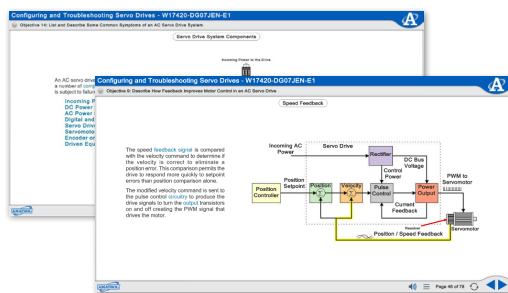 Configuring and Troubleshooting Servo Drives - W17420-DG07JEN-E1
Objective 14: List and Describe Some Common Symptoms of an AC Servo Drive System
Servo Drive System Components
Incoming Power to the Drive
An AC servo drive
a number of
is subject to failur
Incoming P
DC Power
AC Power
Digital and
Servo Driv
Servomoto
Encoder or
Driven Equ
AMATROL
Configuring and Troubleshooting Servo Drives - W17420-DG07JEN-E1
Objective 9: Describe How Feedback Improves Motor Control in an AC Servo Drive
Speed Feedback
The speed feedback signal is compared
with the velocity command to determine if
the velocity is correct to eliminate a
position error. This comparison permits the
drive to respond more quickly to setpoint
errors than position comparison alone.
The modified velocity command is sent to
the pulse control circuitry to produce the
drive signals to turn the output transistors
on and off creating the PWM signal that
drives the motor.
Incoming AC
Power
Servo Drive
Rectifier
DC Bus
Voltage
Control
Power
PWM to
Servomotor
Position
Controller
Position
Setpoint
Position
Σ
Velocity
Σ
Pulse
Control
Power
Output
Current
Feedback
Resolver
Position / Speed Feedback
Servomotor
AMATROL
Page 48 of 78